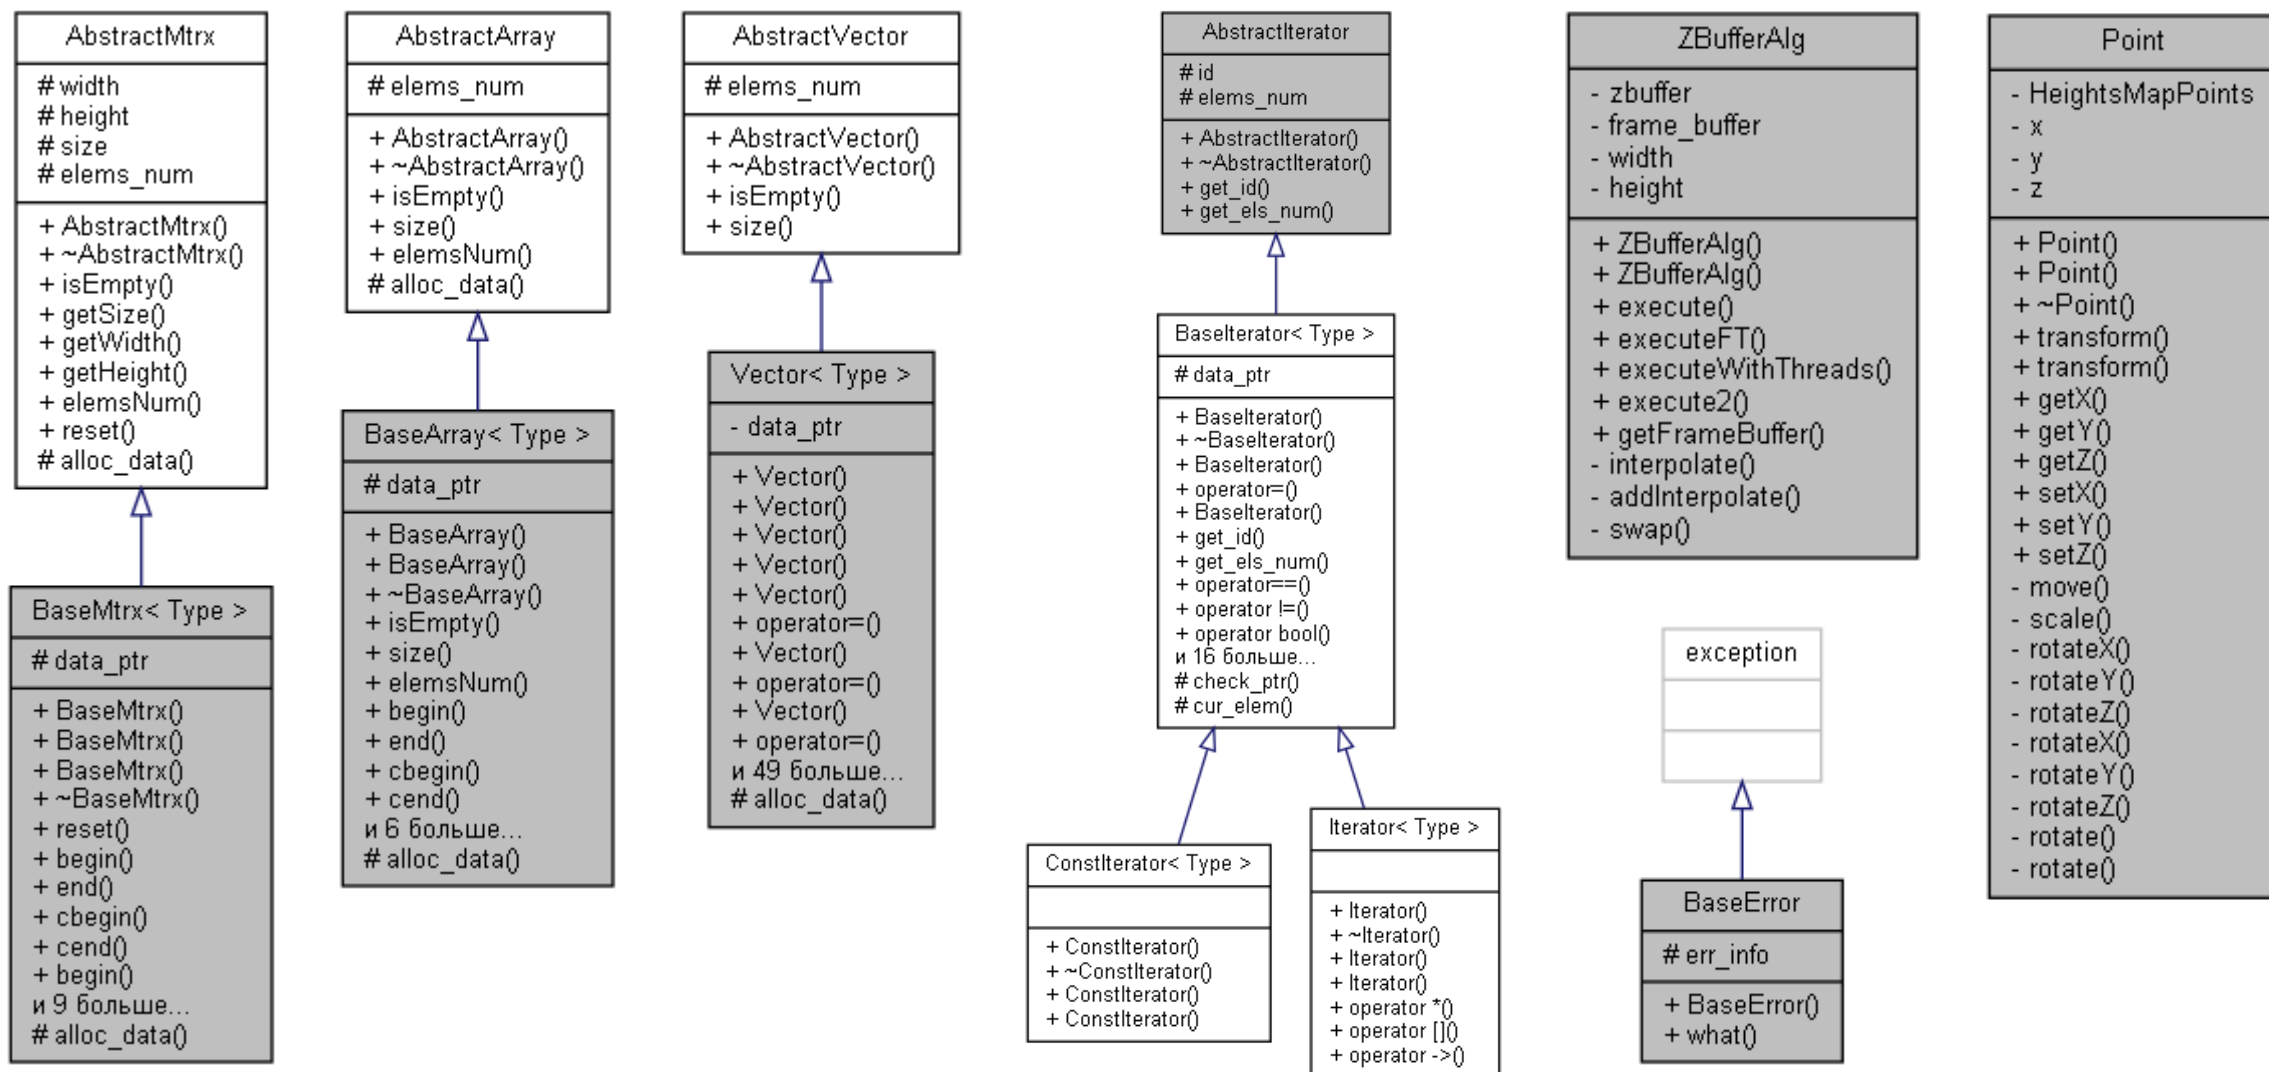 AbstractMtrx
# width
# height
# size
# elems_num
+ AbstractMtrx()
+ ~AbstractMtrx()
+ isEmpty()
+ getSize()
+ getWidth()
+ getHeight()
+ elemsNum()
+ reset()
# alloc_data()
BaseMtrx< Type >
# data_ptr
+ BaseMtrx()
+ BaseMtrx()
+ BaseMtrx()
+ ~BaseMtrx()
+ reset()
+ begin()
+ end()
+ cbegin()
+ cend()
+ begin()
и 9 больше...
# alloc_data()
AbstractArray
# elems_num
+ AbstractArray()
+ ~AbstractArray()
+ isEmpty()
+ size()
+ elemsNum()
# alloc_data()
BaseArray< Type >
# data_ptr
+ BaseArray()
+ BaseArray()
+ ~BaseArray()
+ isEmpty()
+ size()
+ elemsNum()
+ begin()
+ end()
+ cbegin()
+ cend()
и 6 больше...
# alloc_data()
AbstractVector
# elems_num
+ AbstractVector()
+ ~AbstractVector()
+ isEmpty()
+ size()
Vector< Type >
- data_ptr
+ Vector()
+ Vector()
+ Vector()
+ Vector()
+ Vector()
+ operator=()
+ Vector()
+ operator=()
+ Vector()
+ operator=()
и 49 больше...
# alloc_data()
AbstractIterator
# id
# elems_num
+ AbstractIterator()
+ ~AbstractIterator()
+ get_id()
+ get_els_num()
BaseIterator< Type >
# data_ptr
+ BaseIterator()
+ ~BaseIterator()
+ BaseIterator()
+ operator=()
+ BaseIterator()
+ get_id()
+ get_els_num()
+ operator==()
+ operator !=()
+ operator bool()
и 16 больше...
# check_ptr()
# cur_elem()
ConstIterator< Type >
+ ConstIterator()
+ ~ConstIterator()
+ ConstIterator()
+ ConstIterator()
Iterator< Type >
+ Iterator()
+ ~Iterator()
+ Iterator()
+ Iterator()
+ operator *()
+ operator []()
+ operator ->()
ZBufferAlg
- zbuffer
- frame_buffer
- width
- height
+ ZBufferAlg()
+ ZBufferAlg()
+ execute()
+ executeFT()
+ executeWithThreads()
+ execute2()
+ getFrameBuffer()
- interpolate()
- addInterpolate()
- swap()
exception
BaseError
# err_info
+ BaseError()
+ what()
Point
- HeightsMapPoints
- x
- y
- z
+ Point()
+ Point()
+ ~Point()
+ transform()
+ transform()
+ getX()
+ getY()
+ getZ()
+ setX()
+ setY()
+ setZ()
- move()
- scale()
- rotateX()
- rotateY()
- rotateZ()
- rotateX()
- rotateY()
- rotateZ()
- rotate()
- rotate()